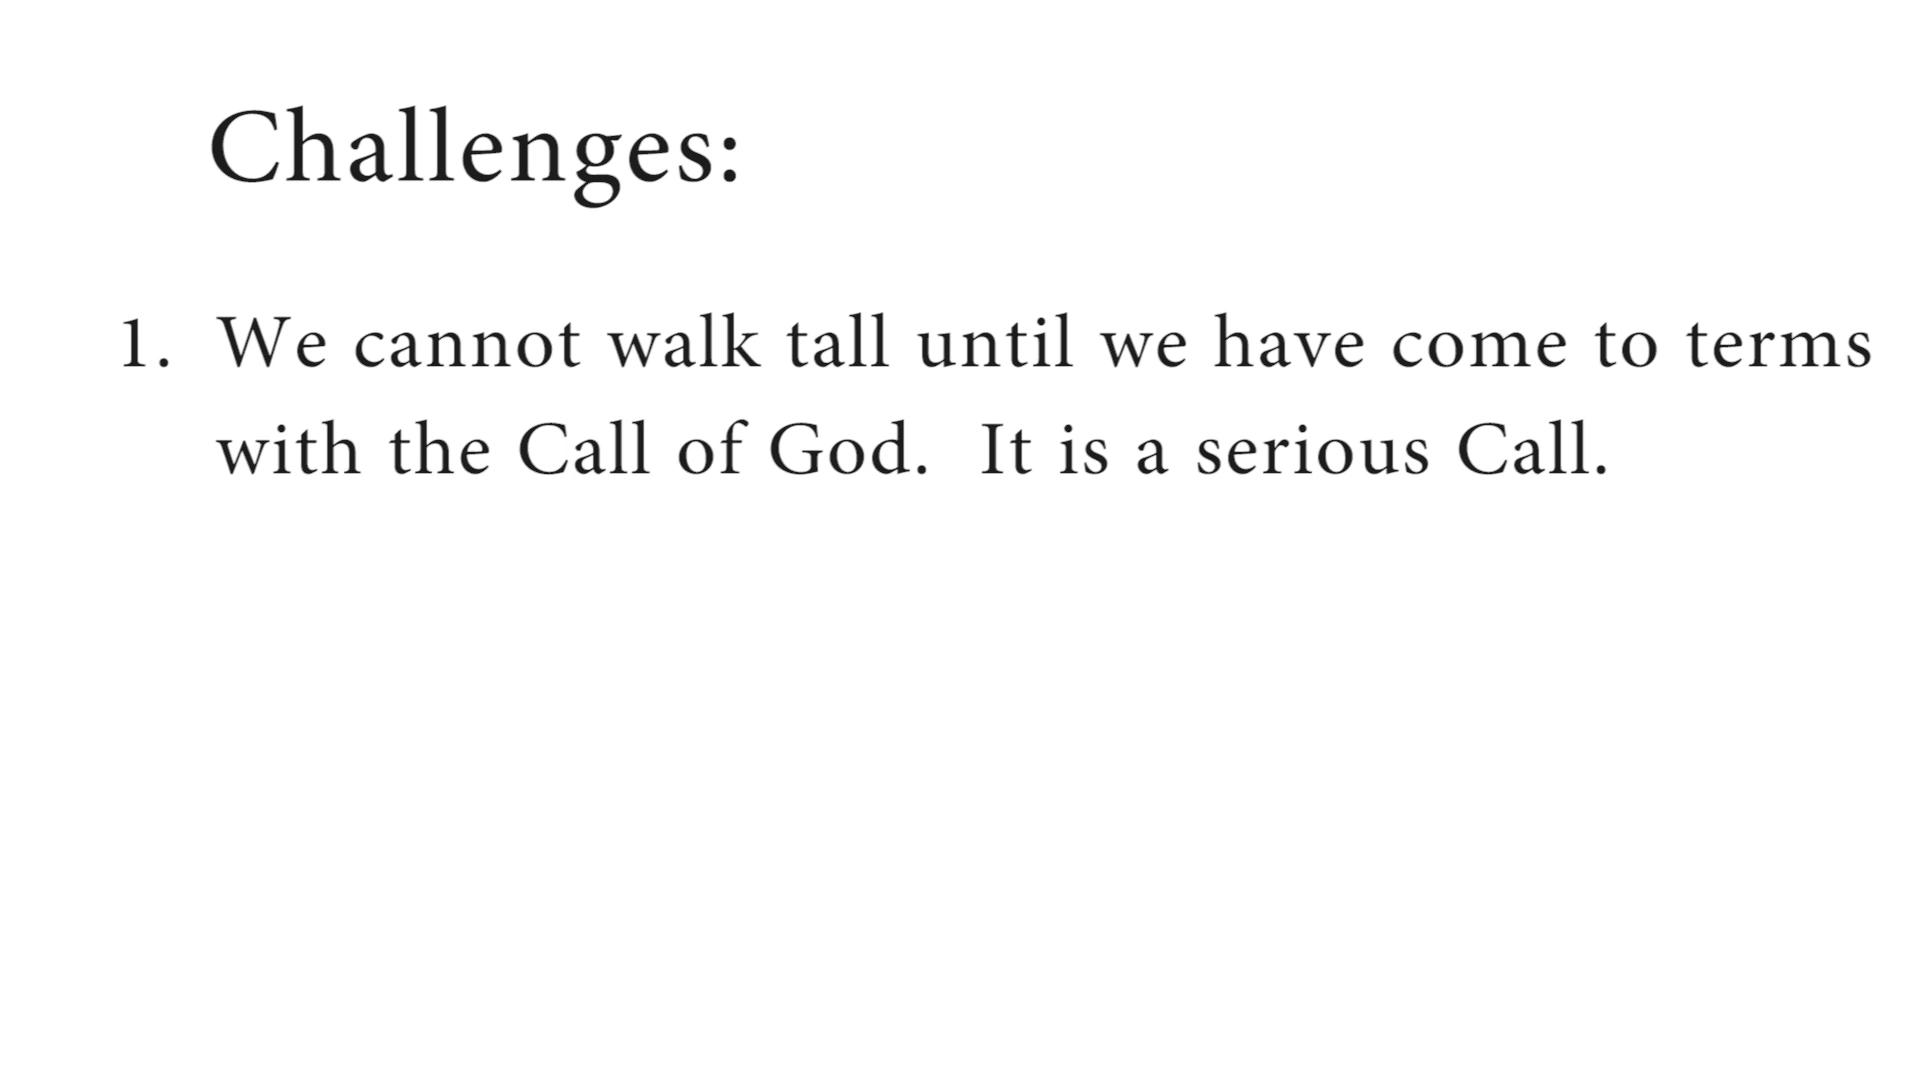 Challenges:
1. We cannot walk tall until we have come to terms
with the Call of God.  It is a serious Call.